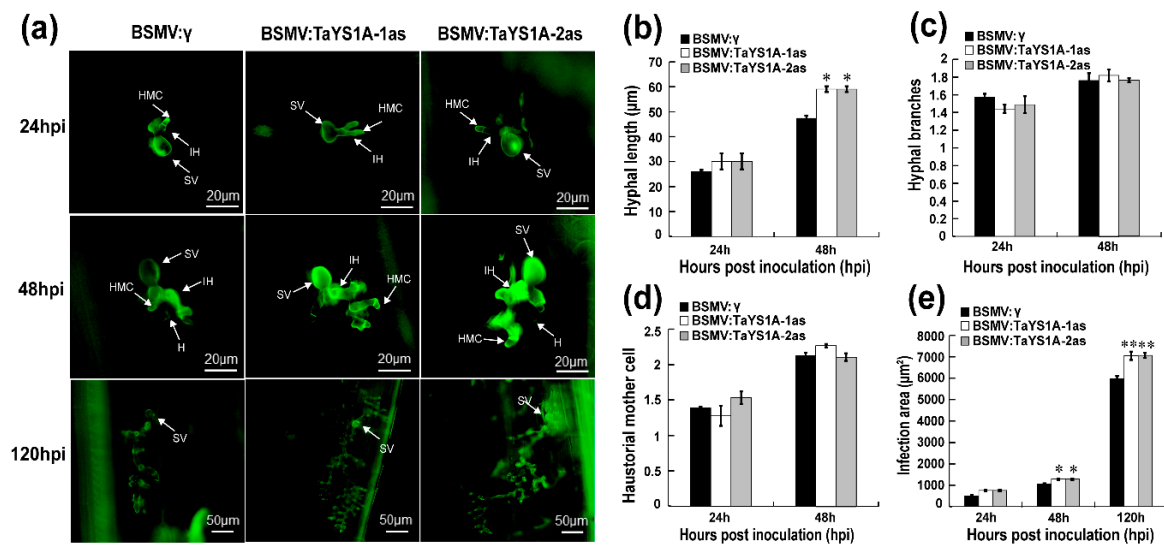 (a)
BSMV:γ
BSMV:TaYS1A-1as
BSMV:TaYS1A-2as
24hpi
HMC
IH
SV
20µm
SV
HMC
IH
20µm
HMC
IH
SV
20µm
48hpi
SV
HMC
IH
H
20µm
SV
IH
HMC
20µm
SV
IH
HMC
H
20µm
120hpi
SV
50µm
SV
50µm
SV
50µm
(b)
BSMV:γ
BSMV:TaYS1A-1as
BSMV:TaYS1A-2as
Hyphal length (µm)
70
60
50
40
30
20
10
0
* *
24h 48h
Hours post inoculation (hpi)
(c)
BSMV:γ
BSMV:TaYS1A-1as
BSMV:TaYS1A-2as
Hyphal branches
2
1.8
1.6
1.4
1.2
1.6
1.8
1.4
1.2
0
24h 48h
Hours post inoculation (hpi)
(d)
BSMV:γ
BSMV:TaYS1A-1as
BSMV:TaYS1A-2as
Haustorial mother cell
2.5
2
1.5
1
0.5
0
24h 48h
Hours post inoculation (hpi)
(e)
BSMV:γ
BSMV:TaYS1A-1as
BSMV:TaYS1A-2as
Infection area (µm²)
8000
7000
6000
5000
4000
3000
2000
1000
0
* *
****
24h 48h 120h
Hours post inoculation (hpi)